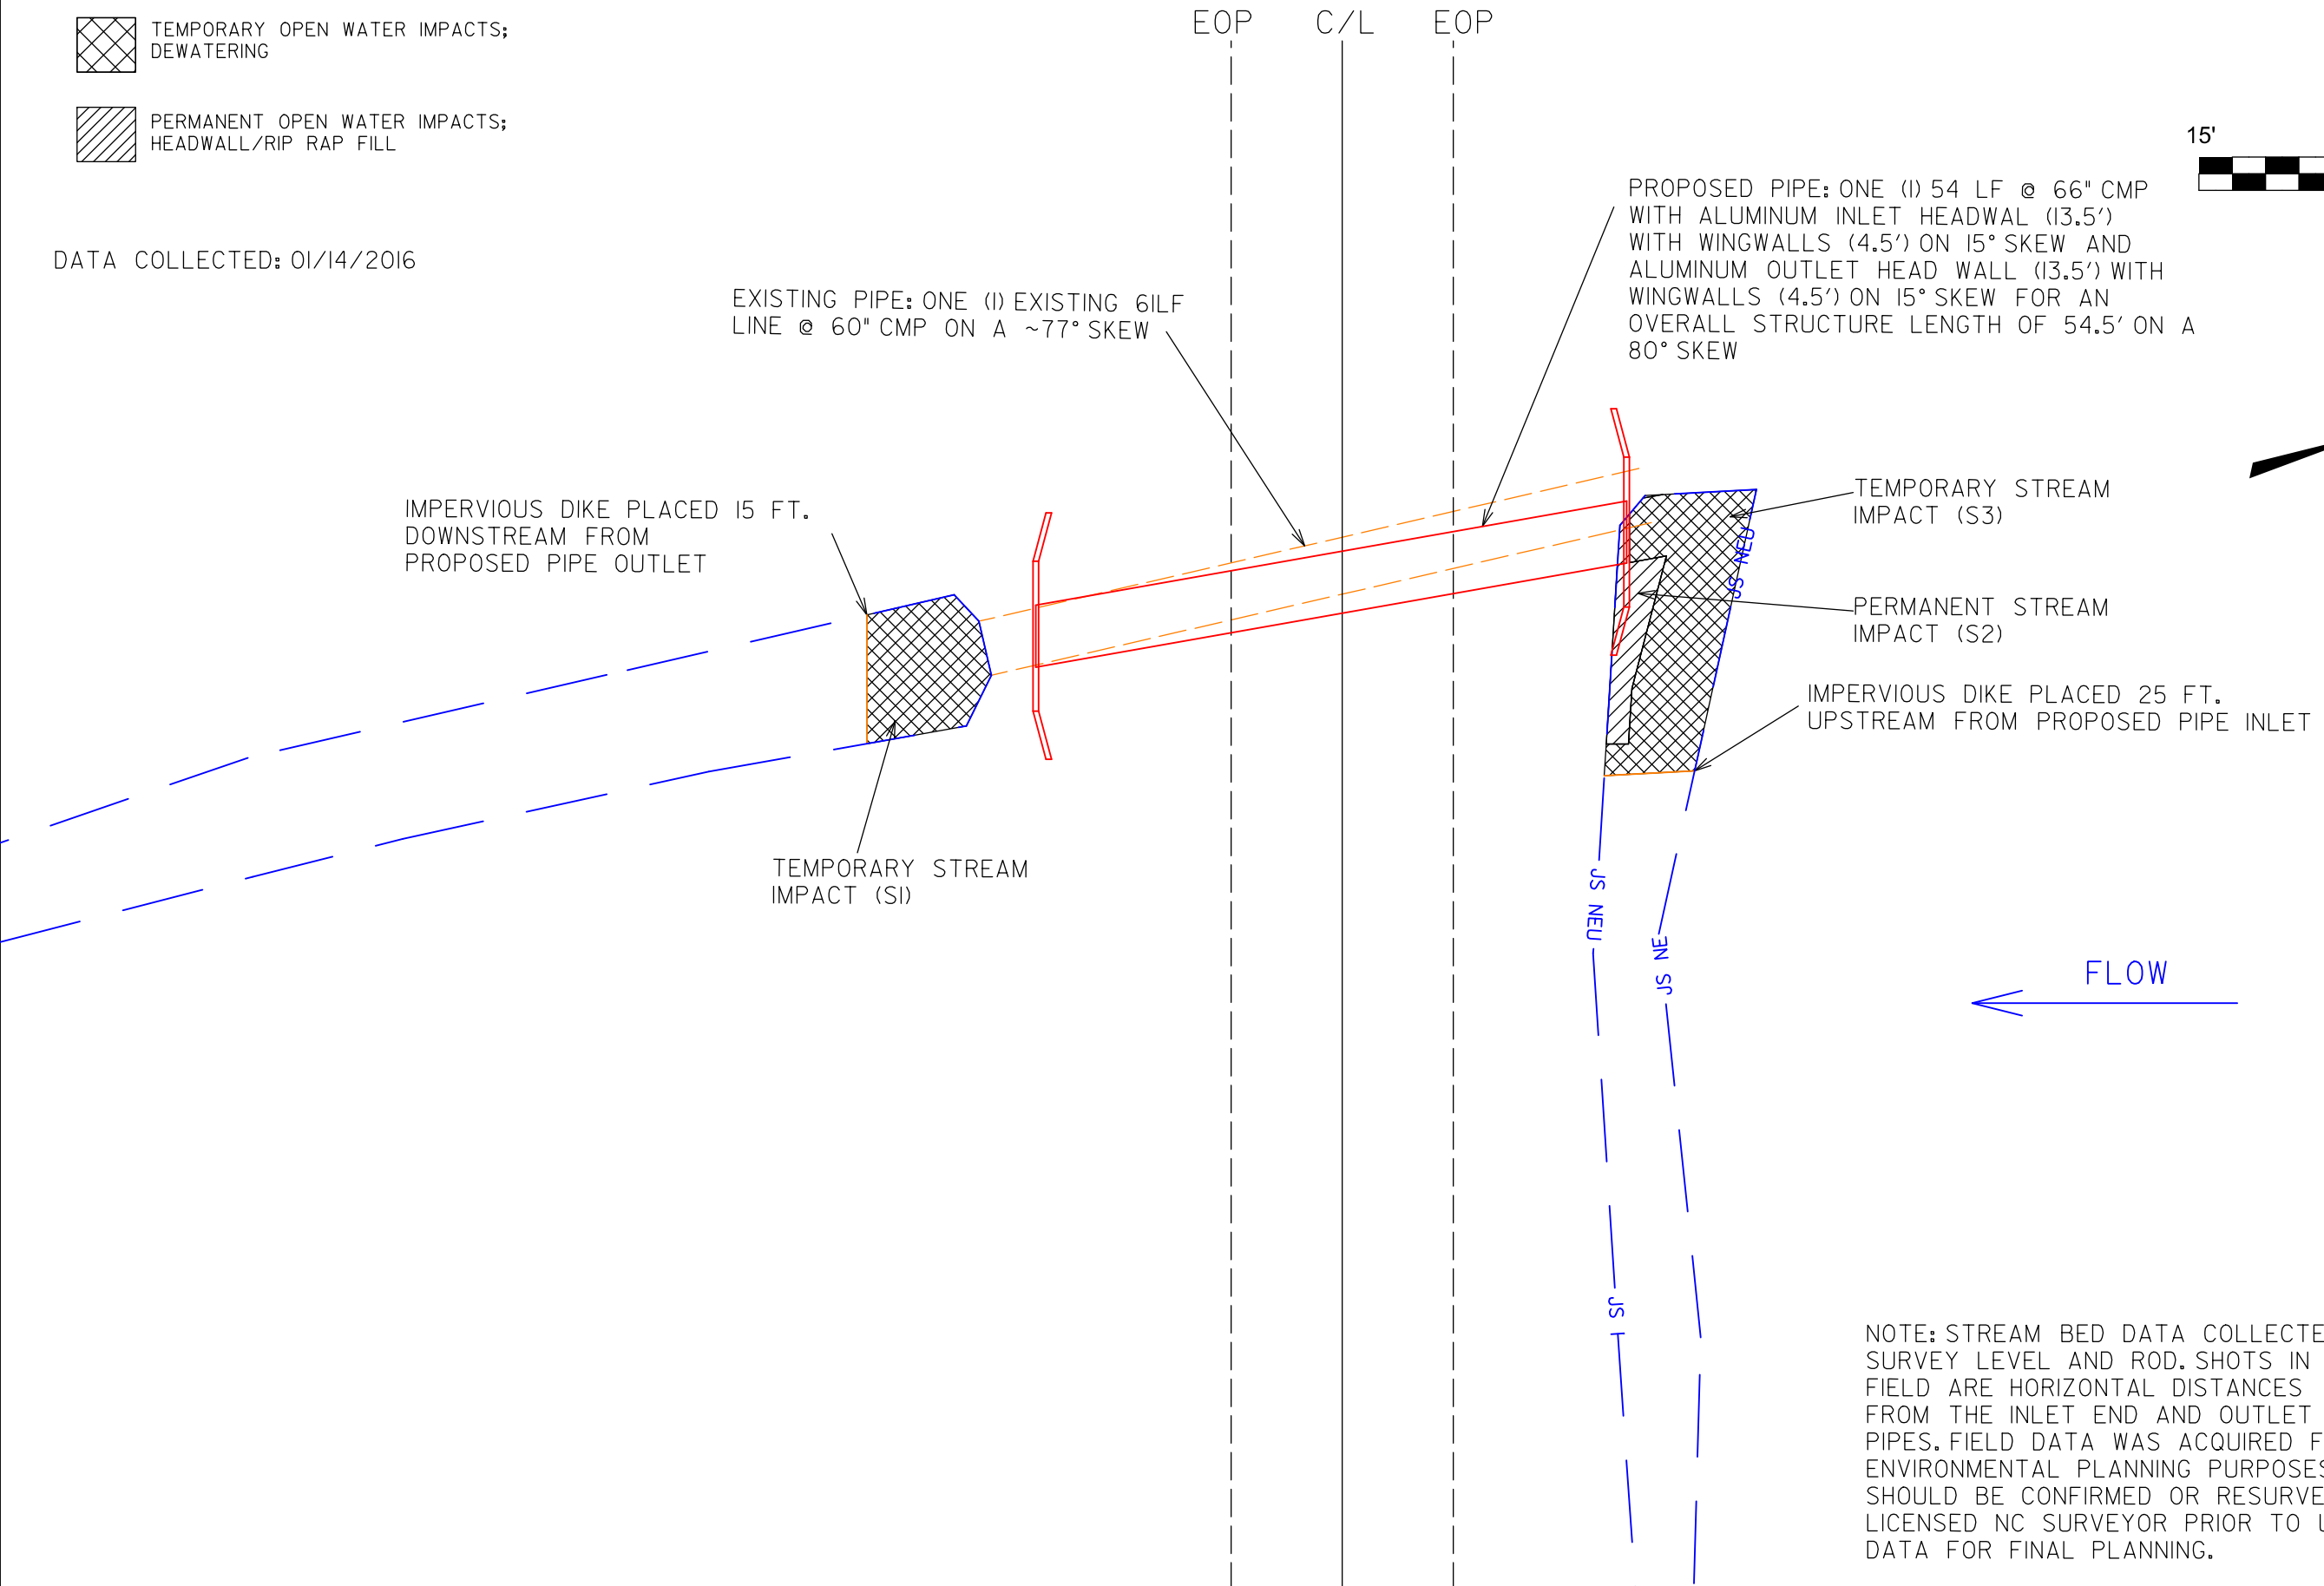 TEMPORARY OPEN WATER IMPACTS;
DEWATERING
PERMANENT OPEN WATER IMPACTS;
HEADWALL/RIP RAP FILL
DATA COLLECTED: 01/14/2016
EOP
C/L
EOP
15'
PROPOSED PIPE: ONE (1) 54 LF @ 66" CMP
WITH ALUMINUM INLET HEADWAL (13.5')
WITH WINGWALLS (4.5') ON 15° SKEW AND
ALUMINUM OUTLET HEAD WALL (13.5') WITH
WINGWALLS (4.5') ON 15° SKEW FOR AN
OVERALL STRUCTURE LENGTH OF 54.5' ON A
80° SKEW
EXISTING PIPE: ONE (1) EXISTING 61LF
LINE @ 60" CMP ON A ~77° SKEW
IMPERVIOUS DIKE PLACED 15 FT.
DOWNSTREAM FROM
PROPOSED PIPE OUTLET
TEMPORARY STREAM
IMPACT (S3)
JS NEU
PERMANENT STREAM
IMPACT (S2)
IMPERVIOUS DIKE PLACED 25 FT.
UPSTREAM FROM PROPOSED PIPE INLET
TEMPORARY STREAM
IMPACT (S1)
JS NEU
JS NE
FLOW
JS
NOTE: STREAM BED DATA COLLECTE
SURVEY LEVEL AND ROD. SHOTS IN
FIELD ARE HORIZONTAL DISTANCES
FROM THE INLET END AND OUTLET
PIPES. FIELD DATA WAS ACQUIRED F
ENVIRONMENTAL PLANNING PURPOSES
SHOULD BE CONFIRMED OR RESURVE
LICENSED NC SURVEYOR PRIOR TO
DATA FOR FINAL PLANNING.